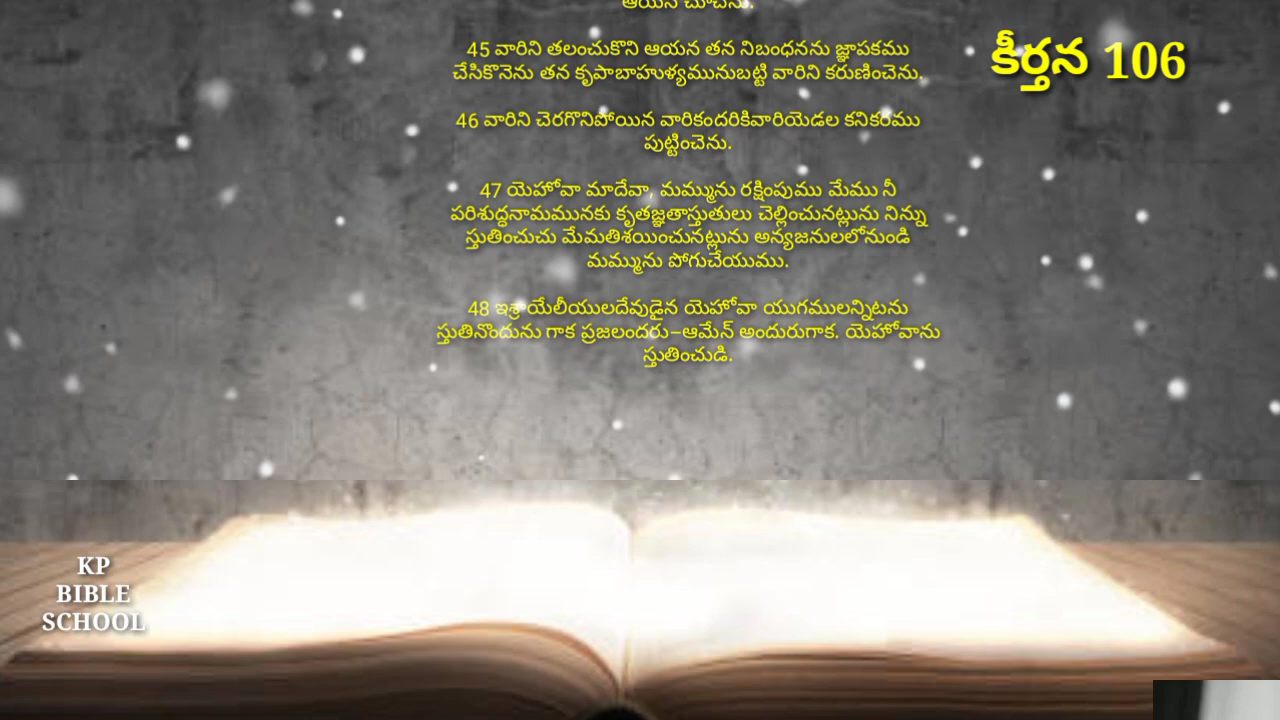 ఆయన చూచెను.
45 వారిని తలంచుకొని ఆయన తన నిబంధనను జ్ఞాపకము
చేసికొనెను తన కృపాబాహుళ్యమునుబట్టి వారిని కరుణించెను.
46 వారిని చెరగొనిపోయిన వారికందరికివారియెడల కనికరము
పుట్టించెను.
47 యెహోవా మాదేవా, మమ్మును రక్షింపుము మేము నీ
పరిశుద్ధనామమునకు కృతజ్ఞతాస్తుతులు చెల్లించునట్లును నిన్ను
స్తుతించుచు మేమతిశయించునట్లును అన్యజనులలోనుండి
మమ్మును పోగుచేయుము.
48 ఇశ్రాయేలీయులదేవుడైన యెహోవా యుగములన్నిటను
స్తుతినొందును గాక ప్రజలందరు–ఆమేన్ అందురుగాక. యెహోవాను
స్తుతించుడి.
కీర్తన 106
KP
BIBLE
SCHOOL